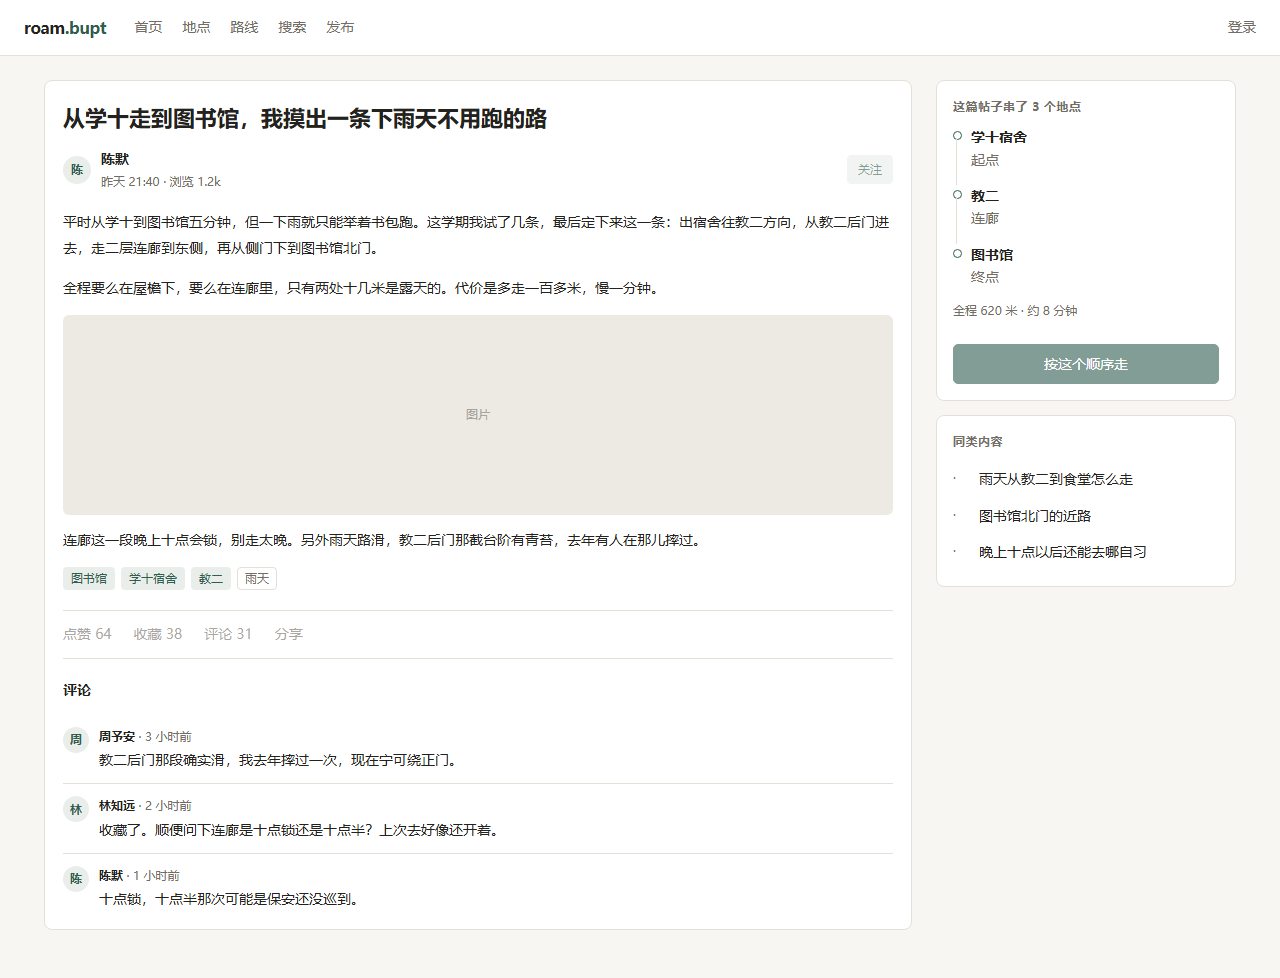 roam.bupt 首页 地点 路线 搜索 发布 登录
从学十走到图书馆，我摸出一条下雨天不用跑的路
陈 陈默
昨天 21:40 · 浏览 1.2k
关注
平时从学十到图书馆五分钟，但一下雨就只能举着书包跑。这学期我试了几条，最后定下来这一条：出宿舍往教二方向，从教二后门进
去，走二层连廊到东侧，再从侧门下到图书馆北门。
全程要么在屋檐下，要么在连廊里，只有两处十几米是露天的。代价是多走一百多米，慢一分钟。
图片
连廊这一段晚上十点会锁，别走太晚。另外雨天路滑，教二后门那截台阶有青苔，去年有人在那儿摔过。
图书馆 学十宿舍 教二 雨天
点赞 64 收藏 38 评论 31 分享
评论
周 周予安 · 3 小时前
教二后门那段确实滑，我去年摔过一次，现在宁可绕正门。
林 林知远 · 2 小时前
收藏了。顺便问下连廊是十点锁还是十点半？上次去好像还开着。
陈 陈默 · 1 小时前
十点锁，十点半那次可能是保安还没巡到。
这篇帖子串了 3 个地点
学十宿舍
起点
教二
连廊
图书馆
终点
全程 620 米 · 约 8 分钟
按这个顺序走
同类内容
· 雨天从教二到食堂怎么走
· 图书馆北门的近路
· 晚上十点以后还能去哪自习